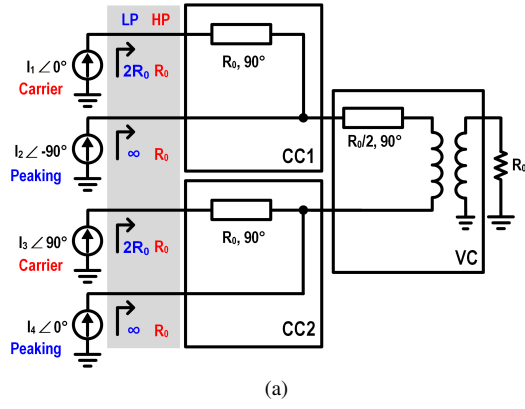 LP HP
I₁∠0°
Carrier
2R₀ R₀
R₀, 90°
I₂∠-90°
Peaking
∞ R₀
CC1
R₀/2, 90°
R₀
I₃∠90°
Carrier
2R₀ R₀
R₀, 90°
VC
I₄∠0°
Peaking
∞ R₀
CC2
(a)